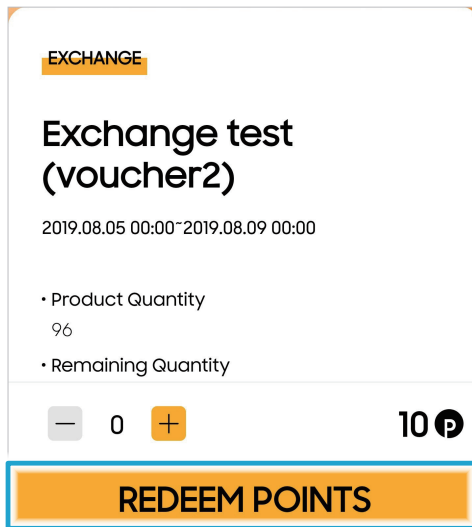 EXCHANGE
Exchange test
(voucher2)
2019.08.05 00:00~2019.08.09 00:00
• Product Quantity
96
• Remaining Quantity
— 0 +
10 P
REDEEM POINTS